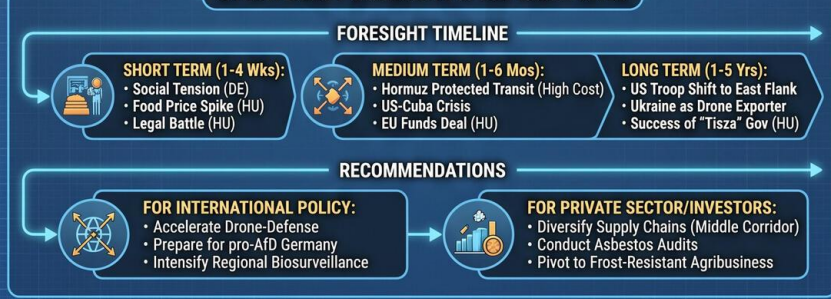 FORESIGHT TIMELINE
SHORT TERM (1-4 Wks):
• Social Tension (DE)
• Food Price Spike (HU)
• Legal Battle (HU)
MEDIUM TERM (1-6 Mos):
• Hormuz Protected Transit (High Cost)
• US-Cuba Crisis
• EU Funds Deal (HU)
LONG TERM (1-5 Yrs):
• US Troop Shift to East Flank
• Ukraine as Drone Exporter
• Success of "Tisza" Gov (HU)
RECOMMENDATIONS
FOR INTERNATIONAL POLICY:
• Accelerate Drone-Defense
• Prepare for pro-AfD Germany
• Intensify Regional Biosurveillance
FOR PRIVATE SECTOR/INVESTORS:
• Diversify Supply Chains (Middle Corridor)
• Conduct Asbestos Audits
• Pivot to Frost-Resistant Agribusiness